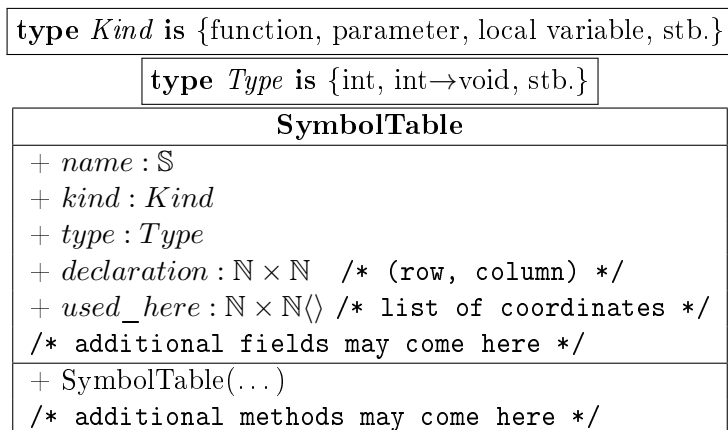 type Kind is {function, parameter, local variable, stb.}
type Type is {int, int→void, stb.}
SymbolTable
+ name : 𝕊
+ kind : Kind
+ type : Type
+ declaration : ℕ × ℕ /* (row, column) */
+ used_here : ℕ × ℕ⟨⟩ /* list of coordinates */
/* additional fields may come here */
+ SymbolTable(...)
/* additional methods may come here */